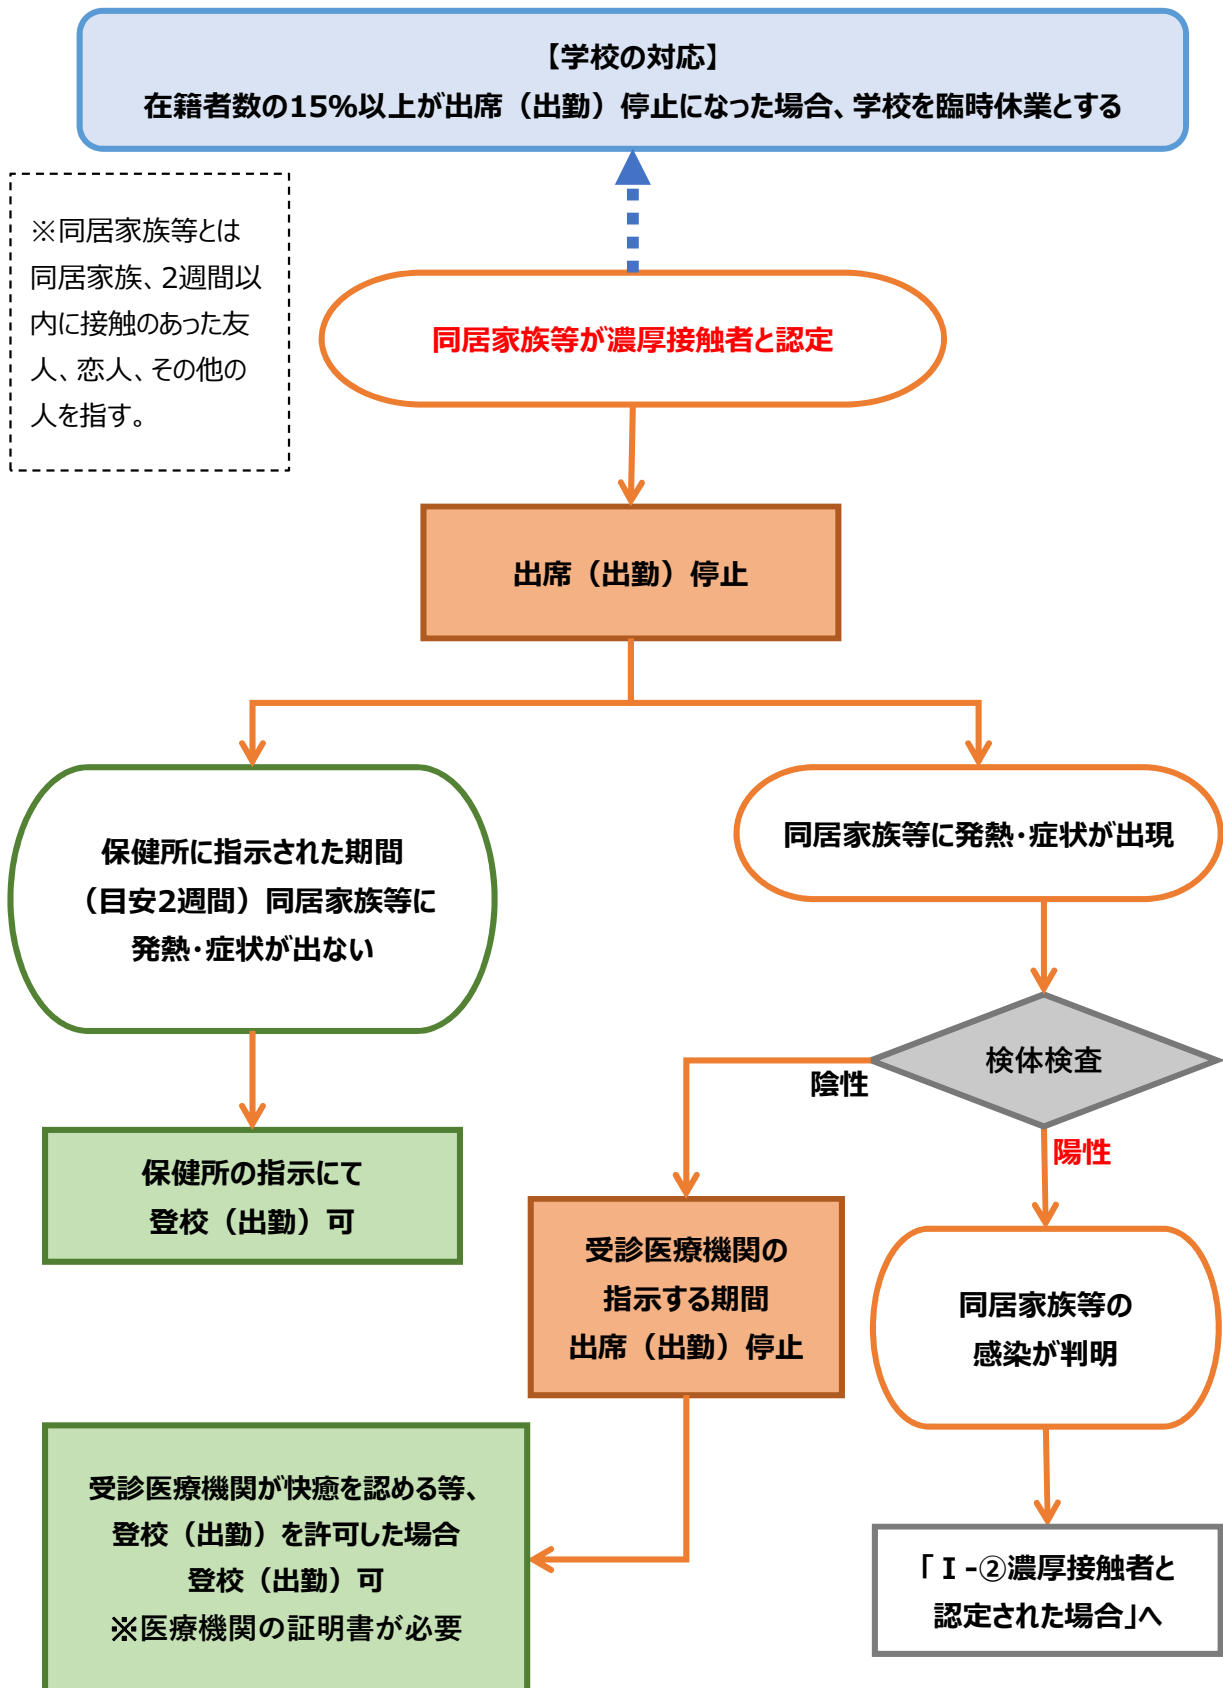 【学校の対応】
在籍者数の15%以上が出席（出勤）停止になった場合、学校を臨時休業とする
※同居家族等とは
同居家族、2週間以
内に接触のあった友
人、恋人、その他の
人を指す。
同居家族等が濃厚接触者と認定
出席（出勤）停止
保健所に指示された期間
（目安2週間）同居家族等に
発熱・症状が出ない
同居家族等に発熱・症状が出現
検体検査
陰性
陽性
保健所の指示にて
登校（出勤）可
受診医療機関の
指示する期間
出席（出勤）停止
同居家族等の
感染が判明
受診医療機関が快癒を認める等、
登校（出勤）を許可した場合
登校（出勤）可
※医療機関の証明書が必要
「Ⅰ-②濃厚接触者と
認定された場合」へ